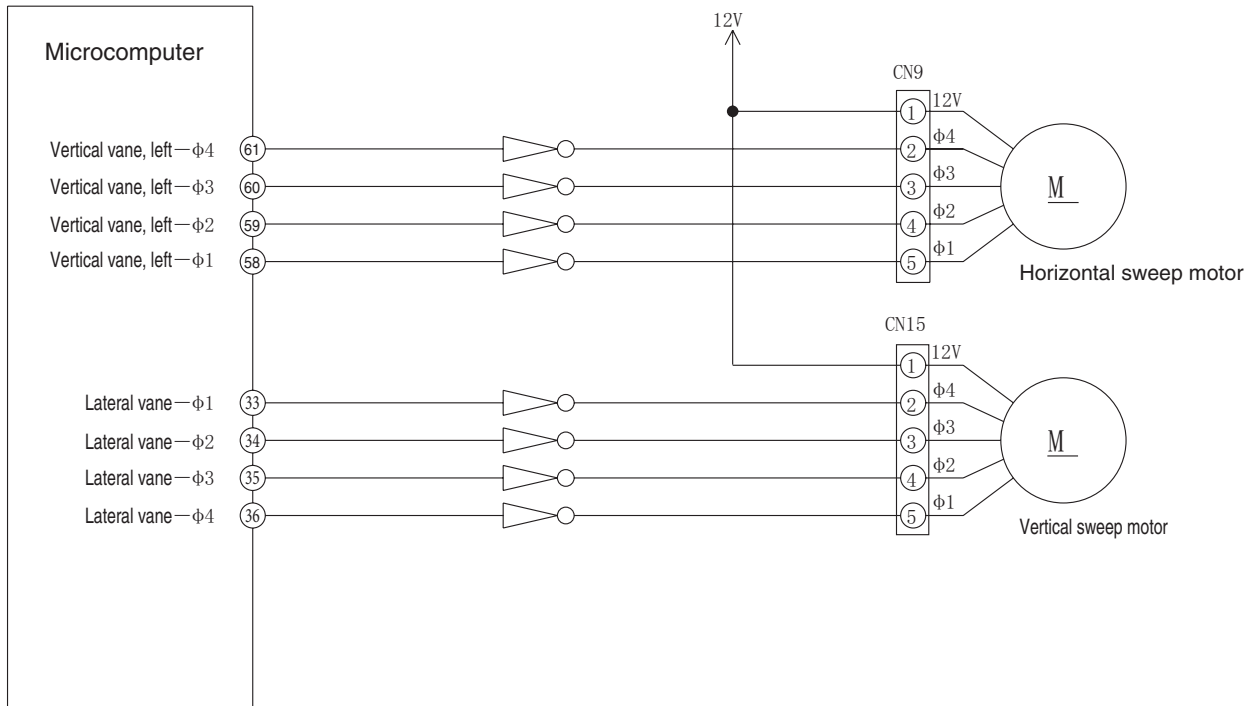 12V
Microcomputer
CN9
1 12V
Vertical vane, left—φ4 61 2 φ4
Vertical vane, left—φ3 60 3 φ3 M
Vertical vane, left—φ2 59 4 φ2
Vertical vane, left—φ1 58 5 φ1
Horizontal sweep motor
CN15
1 12V
Lateral vane—φ1 33 2 φ4
Lateral vane—φ2 34 3 φ3 M
Lateral vane—φ3 35 4 φ2
Lateral vane—φ4 36 5 φ1
Vertical sweep motor